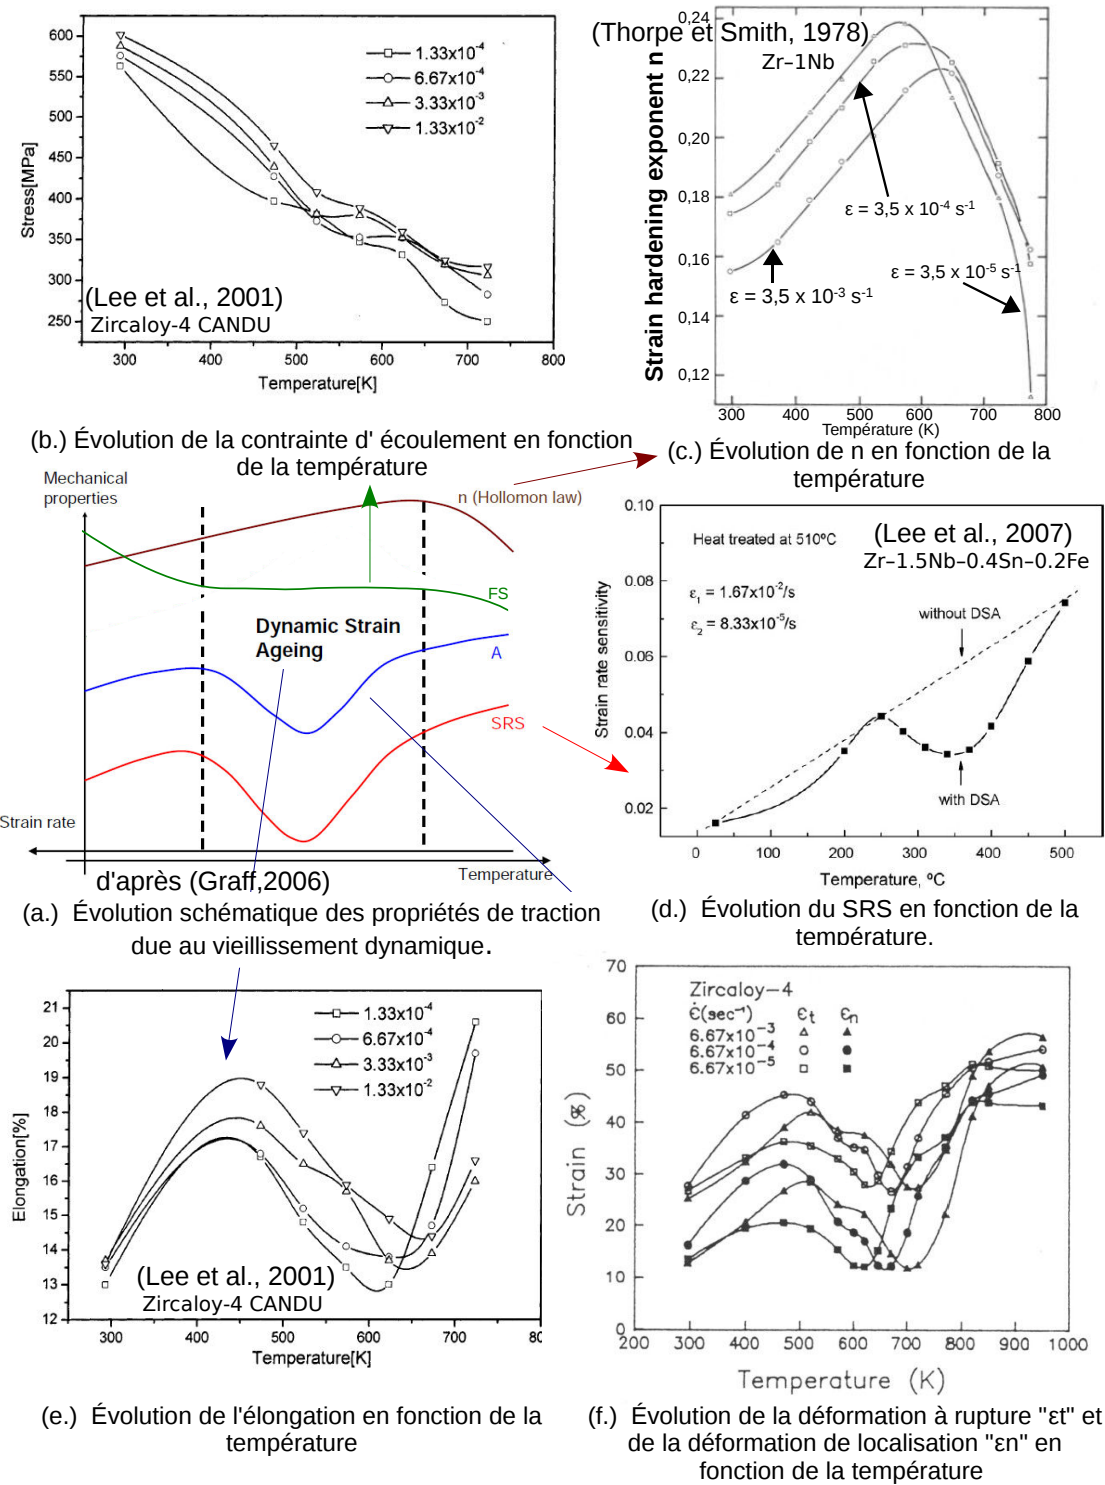 600
550
500
450
400
350
300
250
Stress[MPa]
1.33x10⁻⁴
6.67x10⁻⁴
3.33x10⁻³
1.33x10⁻²
(Lee et al., 2001)
Zircaloy-4 CANDU
300 400 500 600 700 800
Temperature[K]
(b.) Évolution de la contrainte d' écoulement en fonction
de la température
(Thorpe et Smith, 1978)
Zr–1Nb
Strain hardening exponent n
0,24
0,22
0,20
0,18
0,16
0,14
0,12
ε = 3,5 x 10⁻⁴ s⁻¹
ε = 3,5 x 10⁻⁵ s⁻¹
ε = 3,5 x 10⁻³ s⁻¹
300 400 500 600 700 800
Température (K)
(c.) Évolution de n en fonction de la
température
Mechanical
properties
n (Hollomon law)
FS
Dynamic Strain
Ageing
A
SRS
Strain rate
Temperature
d'après (Graff,2006)
(a.) Évolution schématique des propriétés de traction
due au vieillissement dynamique.
0.10
0.08
0.06
0.04
0.02
Strain rate sensitivity
Heat treated at 510ºC
(Lee et al., 2007)
Zr–1.5Nb–0.4Sn–0.2Fe
ε₁ = 1.67x10⁻²/s
ε₂ = 8.33x10⁻⁵/s
without DSA
with DSA
0 100 200 300 400 500
Temperature, ºC
(d.) Évolution du SRS en fonction de la
température.
21
20
19
18
17
16
15
14
13
12
Elongation[%]
1.33x10⁻⁴
6.67x10⁻⁴
3.33x10⁻³
1.33x10⁻²
(Lee et al., 2001)
Zircaloy-4 CANDU
300 400 500 600 700 800
Temperature[K]
(e.) Évolution de l'élongation en fonction de la
température
70
60
50
40
30
20
10
0
Strain (%)
Zircaloy-4
ε̇(sec⁻¹) εt εn
6.67x10⁻³
6.67x10⁻⁴
6.67x10⁻⁵
200 300 400 500 600 700 800 900 1000
Temperature (K)
(f.) Évolution de la déformation à rupture "εt" et
de la déformation de localisation "εn" en
fonction de la température